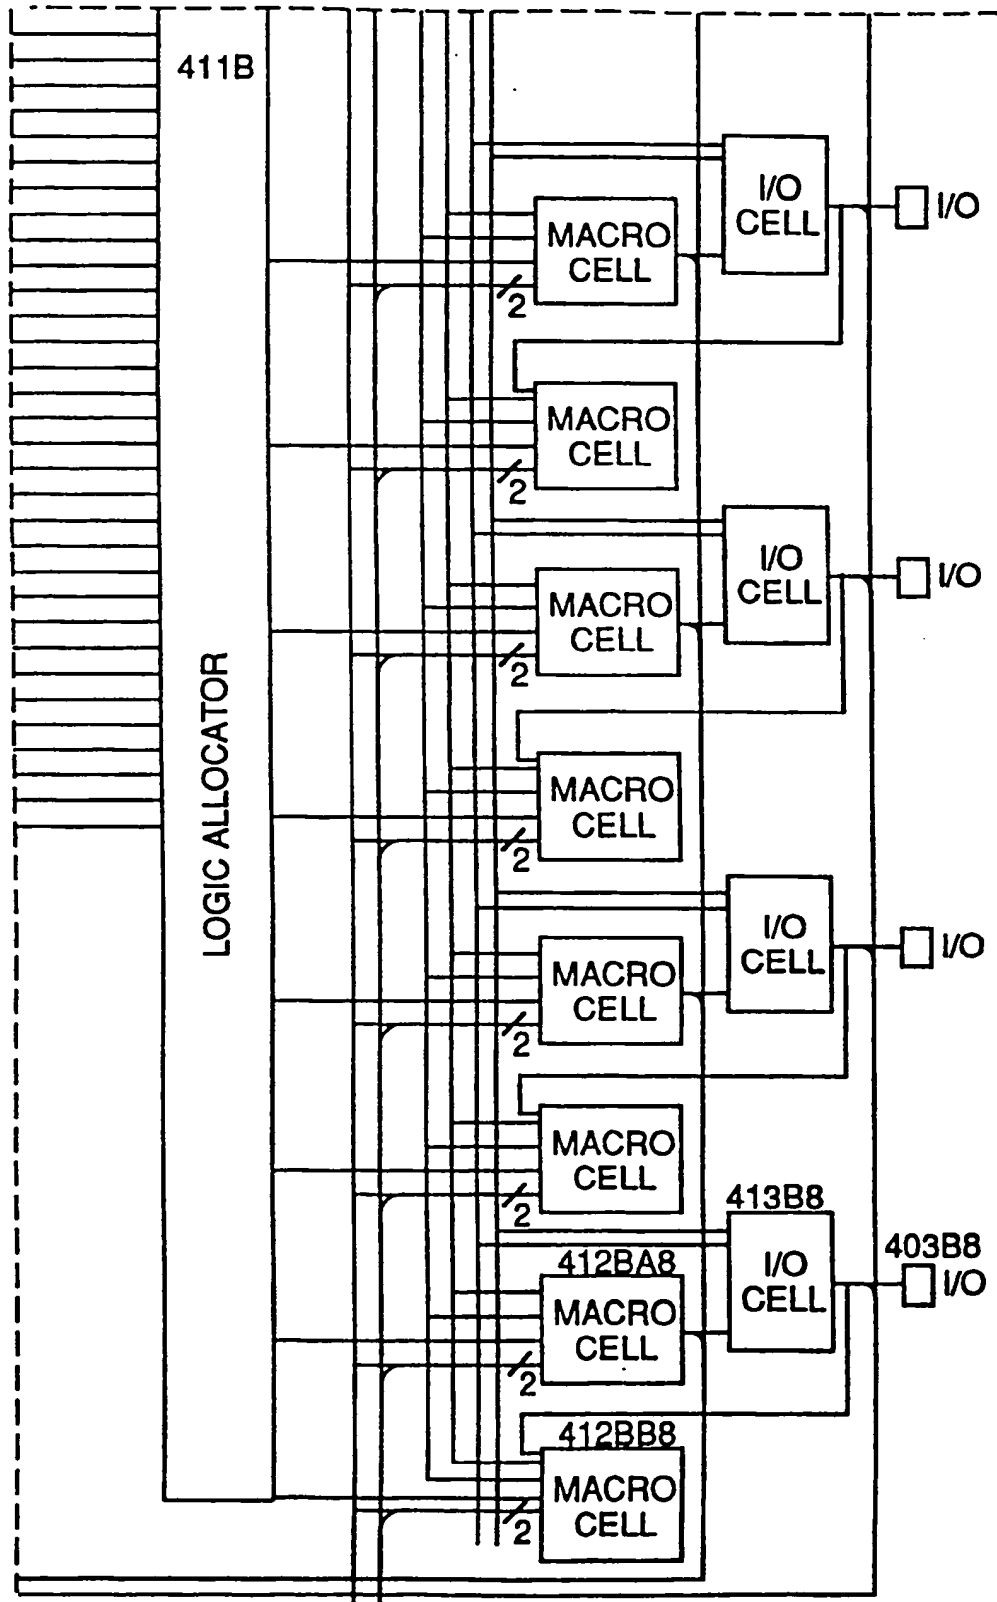 411B
LOGIC ALLOCATOR
I/O
CELL
I/O
MACRO
CELL
2
MACRO
CELL
2
I/O
CELL
I/O
MACRO
CELL
2
MACRO
CELL
2
I/O
CELL
I/O
MACRO
CELL
2
MACRO
CELL
2
413B8
I/O
CELL
403B8
I/O
412BA8
MACRO
CELL
2
412BB8
MACRO
CELL
2